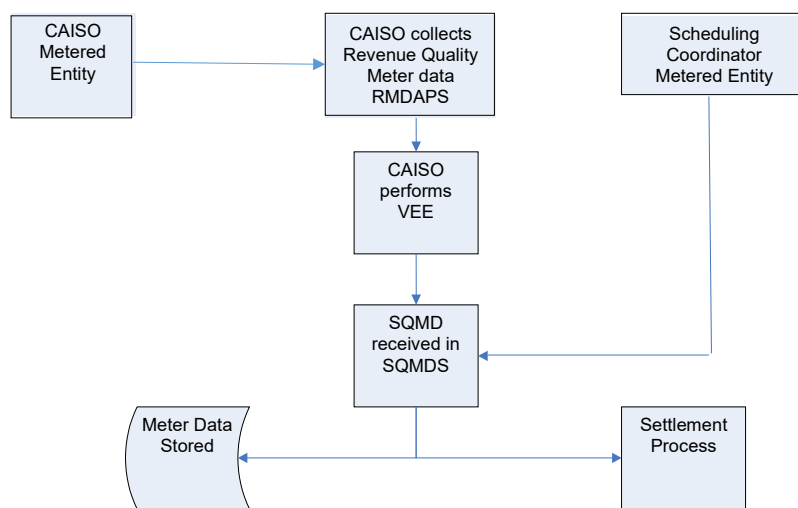 CAISO
Metered
Entity
CAISO collects
Revenue Quality
Meter data
RMDAPS
Scheduling
Coordinator
Metered Entity
CAISO
performs
VEE
SQMD
received in
SQMDS
Meter Data
Stored
Settlement
Process